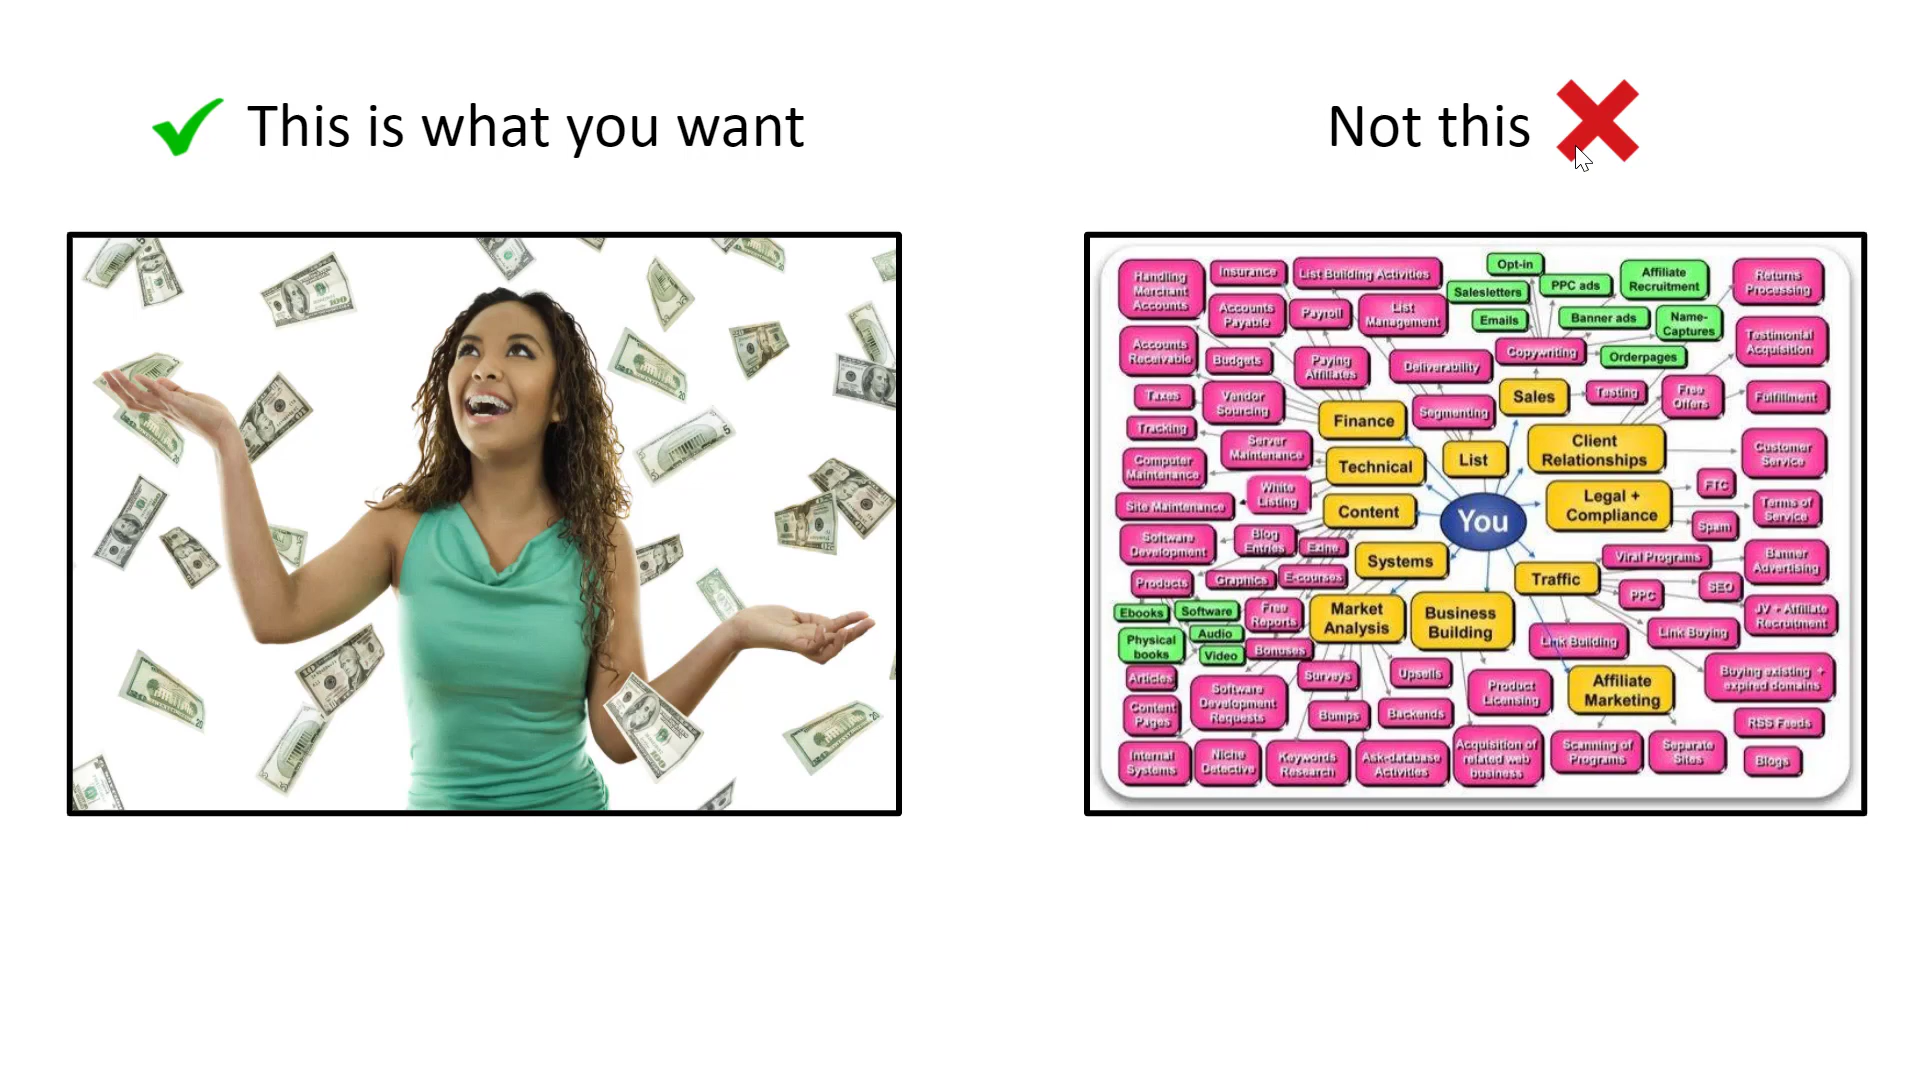 This is what you want
Not this
Handling
Merchant
Accounts
Insurance
List Building Activities
Opt-in
Salesletters
PPC ads
Affiliate
Recruitment
Returns
Processing
Accounts
Payable
Payroll
List
Management
Emails
Banner ads
Name-
Captures
Testimonial
Acquisition
Accounts
Receivable
Budgets
Paying
Affiliates
Deliverability
Copywriting
Orderpages
Taxes
Vendor
Sourcing
Finance
Segmenting
Sales
Testing
Free
Offers
Fulfillment
Tracking
Server
Maintenance
Technical
List
Client
Relationships
Customer
Service
Computer
Maintenance
White
Listing
Content
You
Legal +
Compliance
FTC
Spam
Terms of
Service
Site Maintenance
Software
Development
Blog
Entries
Ezine
Systems
Viral Programs
Banner
Advertising
Products
Graphics
E-courses
Traffic
PPC
SEO
Ebooks
Software
Free
Reports
Market
Analysis
Business
Building
JV + Affiliate
Recruitment
Physical
books
Audio
Video
Bonuses
Link Building
Link Buying
Articles
Software
Development
Requests
Surveys
Upsells
Product
Licensing
Affiliate
Marketing
Buying existing +
expired domains
Content
Pages
Bumps
Backends
RSS Feeds
Internal
Systems
Niche
Detective
Keywords
Research
Ask-database
Activities
Acquisition of
related web
business
Scanning of
Programs
Separate
Sites
Blogs